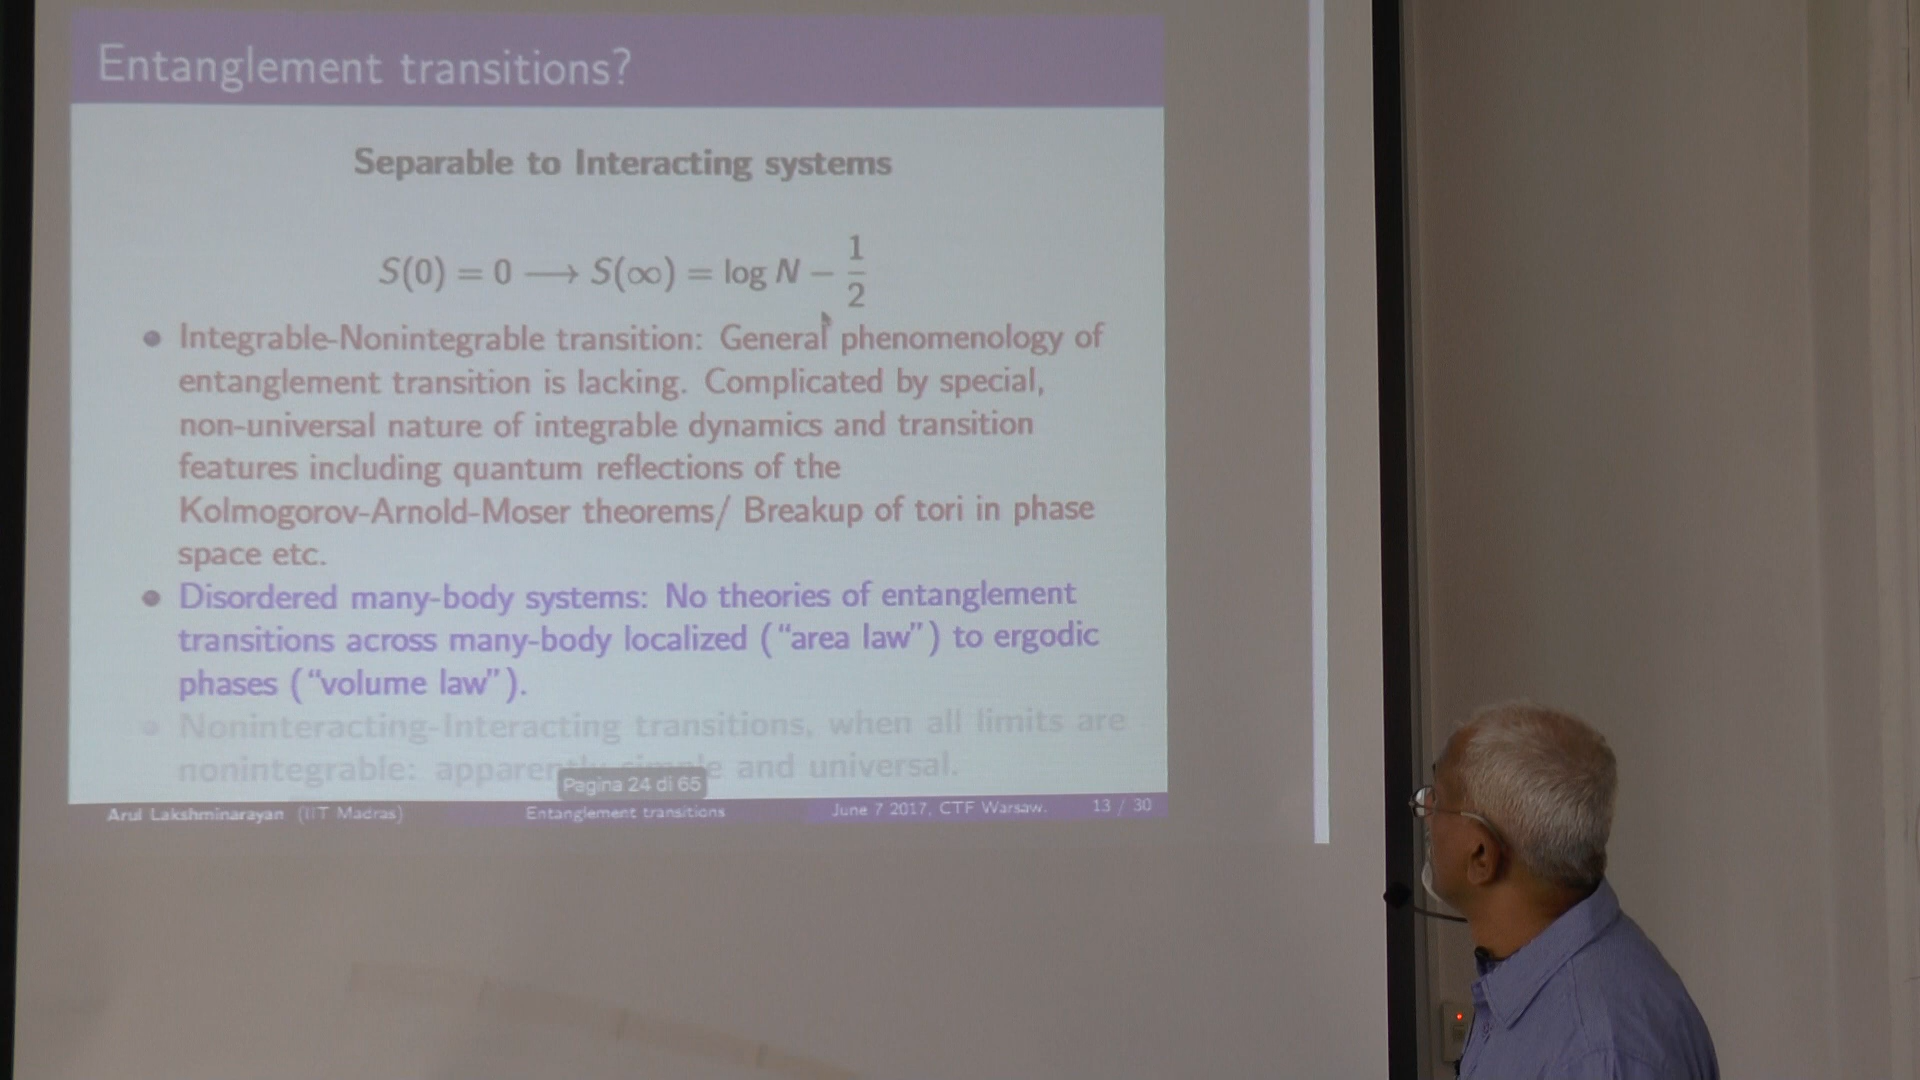 Entanglement transitions?
Separable to Interacting systems
S(0) = 0 ⟶ S(∞) = log N − 1/2
• Integrable-Nonintegrable transition: General phenomenology of
entanglement transition is lacking. Complicated by special,
non-universal nature of integrable dynamics and transition
features including quantum reflections of the
Kolmogorov-Arnold-Moser theorems/ Breakup of tori in phase
space etc.
• Disordered many-body systems: No theories of entanglement
transitions across many-body localized (“area law”) to ergodic
phases (“volume law”).
• Noninteracting-Interacting transitions, when all limits are
nonintegrable: apparently simple and universal.
Pagina 24 di 65
Arul Lakshminarayan (IIT Madras) Entanglement transitions June 7 2017, CTF Warsaw. 13 / 30